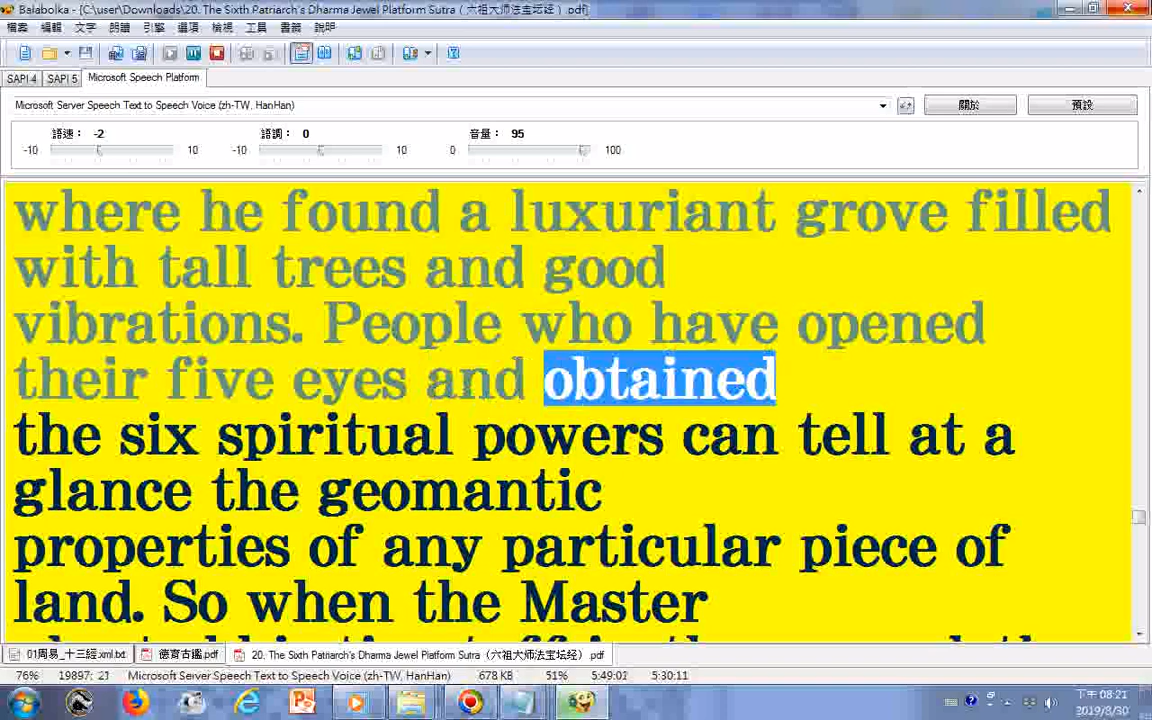 Balabolka - [C:\user\Downloads\20. The Sixth Patriarch's Dharma Jewel Platform Sutra（六祖大师法宝坛经）.pdf]
檔案 編輯 文字 朗讀 引擎 選項 檢視 工具 書籤 說明
SAPI 4 SAPI 5 Microsoft Speech Platform
Microsoft Server Speech Text to Speech Voice (zh-TW, HanHan) 關於 預設
語速： -2 語調： 0 音量： 95
-10 10 -10 10 0 100
where he found a luxuriant grove filled
with tall trees and good
vibrations. People who have opened
their five eyes and obtained
the six spiritual powers can tell at a
glance the geomantic
properties of any particular piece of
land. So when the Master
01周易_十三經.xml.txt 德育古鑑.pdf 20. The Sixth Patriarch's Dharma Jewel Platform Sutra（六祖大师法宝坛经）.pdf
76% 19897: 21 Microsoft Server Speech Text to Speech Voice (zh-TW, HanHan) 678 KB 51% 5:49:02 5:30:11
下午 08:21
2019/8/30